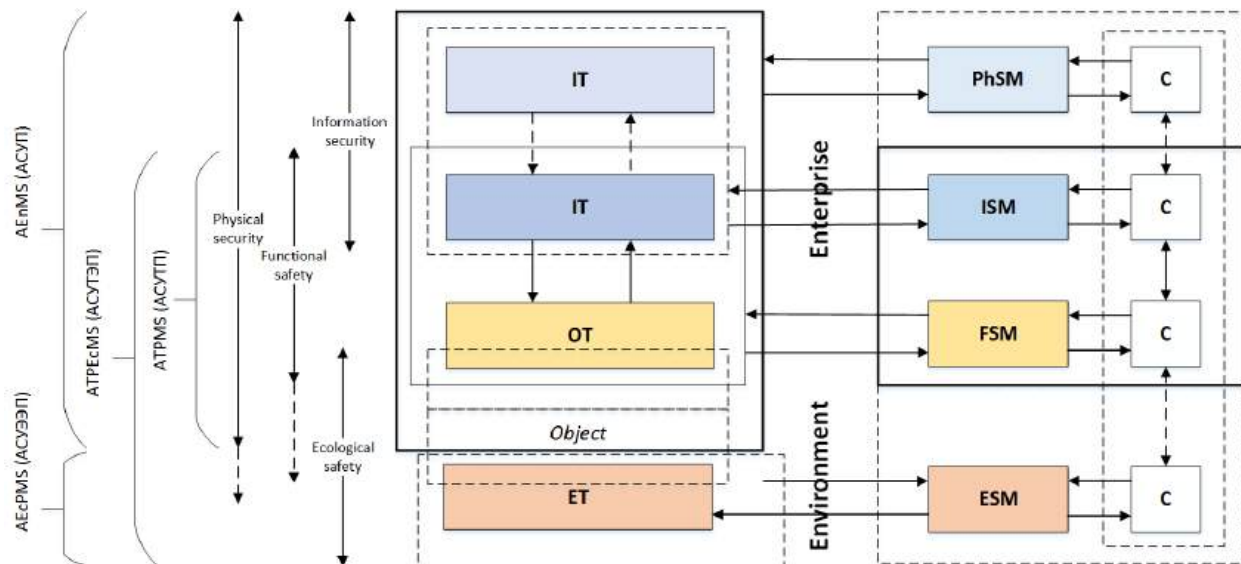 AEnMS (АСУП)
AEcPMS (АСУЭЭП)
ATPEcMS (АСУТЭП)
ATPMS (АСУТП)
Physical
security
Functional
safety
Information
security
Ecological
safety
IT
IT
OT
Object
ET
Enterprise
Environment
PhSM
C
ISM
C
FSM
C
ESM
C